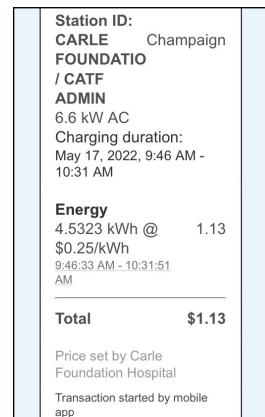 Station ID:
CARLE Champaign
FOUNDATIO
/ CATF
ADMIN
6.6 kW AC
Charging duration:
May 17, 2022, 9:46 AM -
10:31 AM
Energy
4.5323 kWh @ 1.13
$0.25/kWh
9:46:33 AM - 10:31:51
AM
Total $1.13
Price set by Carle
Foundation Hospital
Transaction started by mobile
app